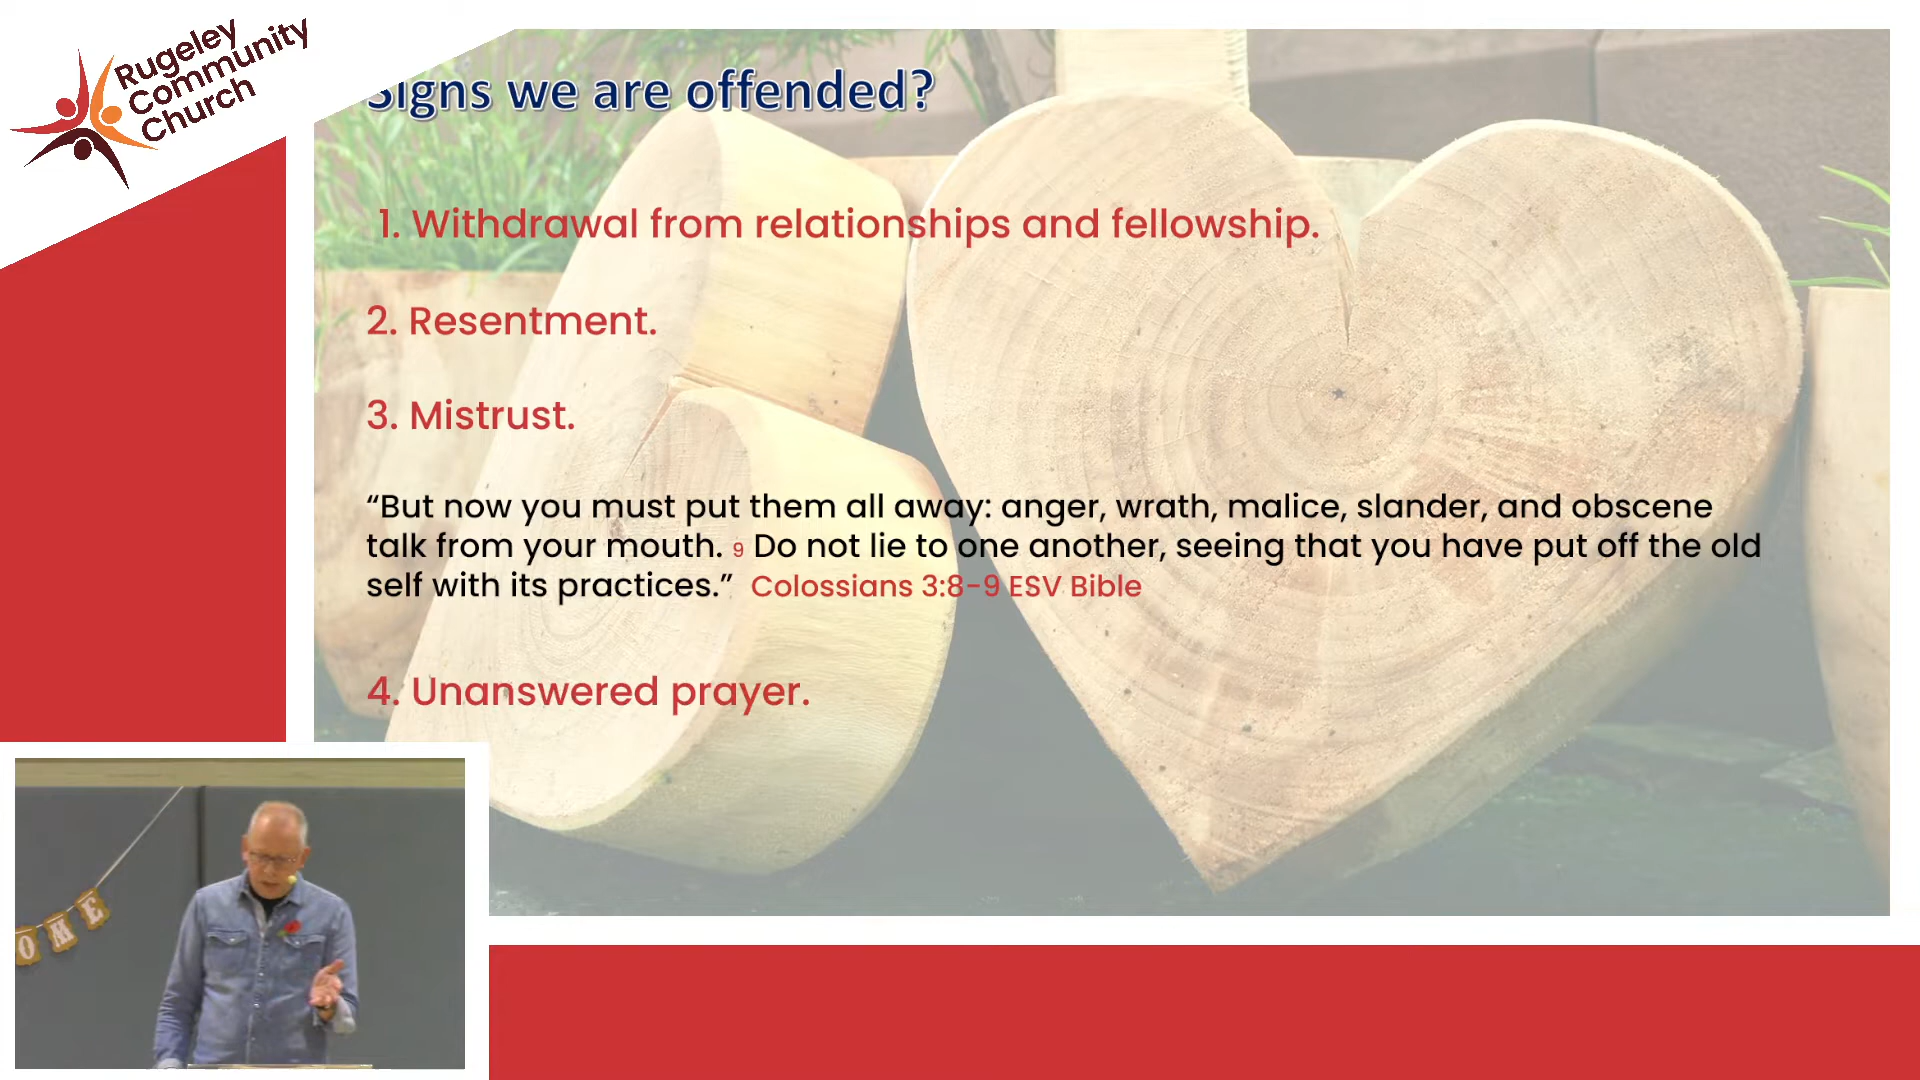 Rugeley
Community
Church
Signs we are offended?
1. Withdrawal from relationships and fellowship.
2. Resentment.
3. Mistrust.
“But now you must put them all away: anger, wrath, malice, slander, and obscene
talk from your mouth. 9 Do not lie to one another, seeing that you have put off the old
self with its practices.” Colossians 3:8-9 ESV Bible
4. Unanswered prayer.
OME